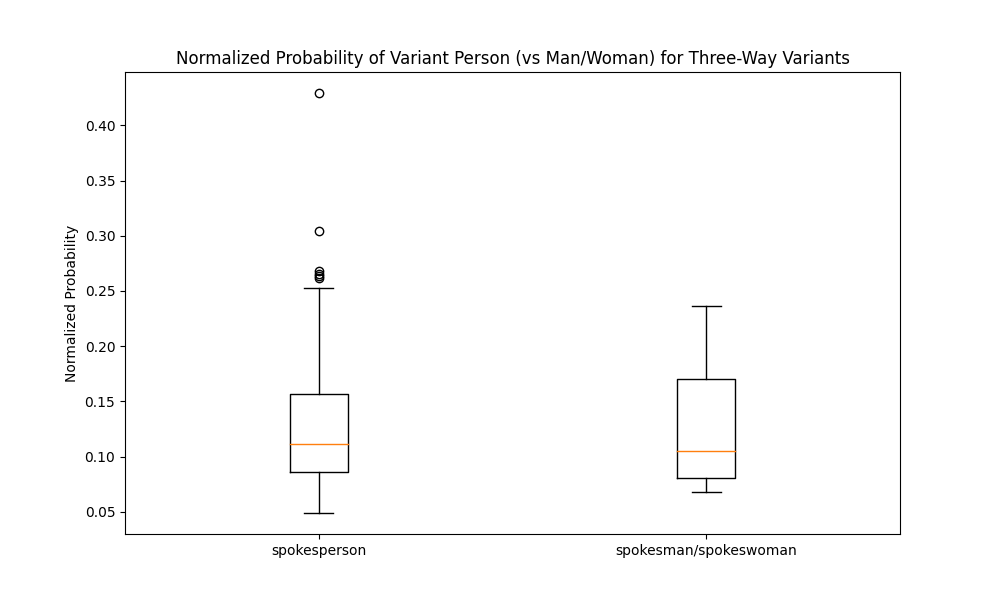 Normalized Probability of Variant Person (vs Man/Woman) for Three-Way Variants
Normalized Probability
0.40
0.35
0.30
0.25
0.20
0.15
0.10
0.05
spokesperson
spokesman/spokeswoman